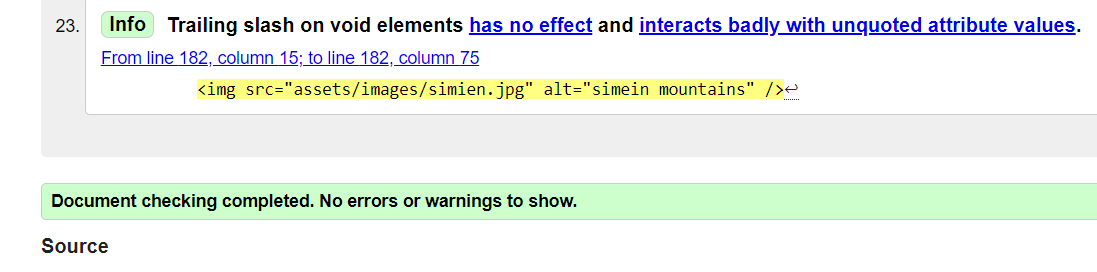 23. Info Trailing slash on void elements has no effect and interacts badly with unquoted attribute values.
From line 182, column 15; to line 182, column 75
<img src="assets/images/simien.jpg" alt="simein mountains" />↩
Document checking completed. No errors or warnings to show.
Source